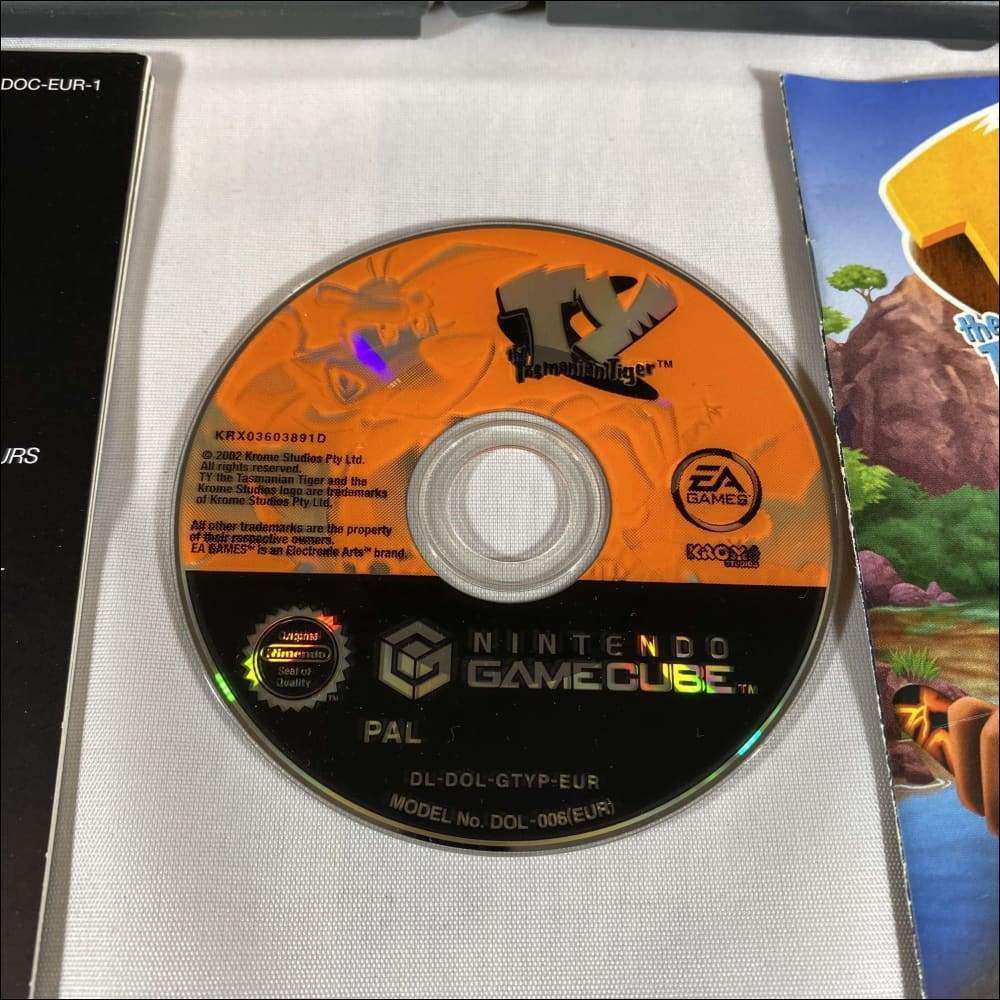 DOC-EUR-1
URS
TY
the
Tasmanian Tiger™
the
KRX03603891D
© 2002 Krome Studios Pty Ltd.
All rights reserved.
TY the Tasmanian Tiger and the
Krome Studios logo are trademarks
of Krome Studios Pty Ltd.
All other trademarks are the property
of their respective owners.
EA GAMES™ is an Electronic Arts™ brand.
EA
GAMES™
KROME
STUDIOS
Original
Nintendo
Seal of
Quality
TM
NINTENDO
GAMECUBE™
PAL
DL-DOL-GTYP-EUR
MODEL No. DOL-006(EUR)